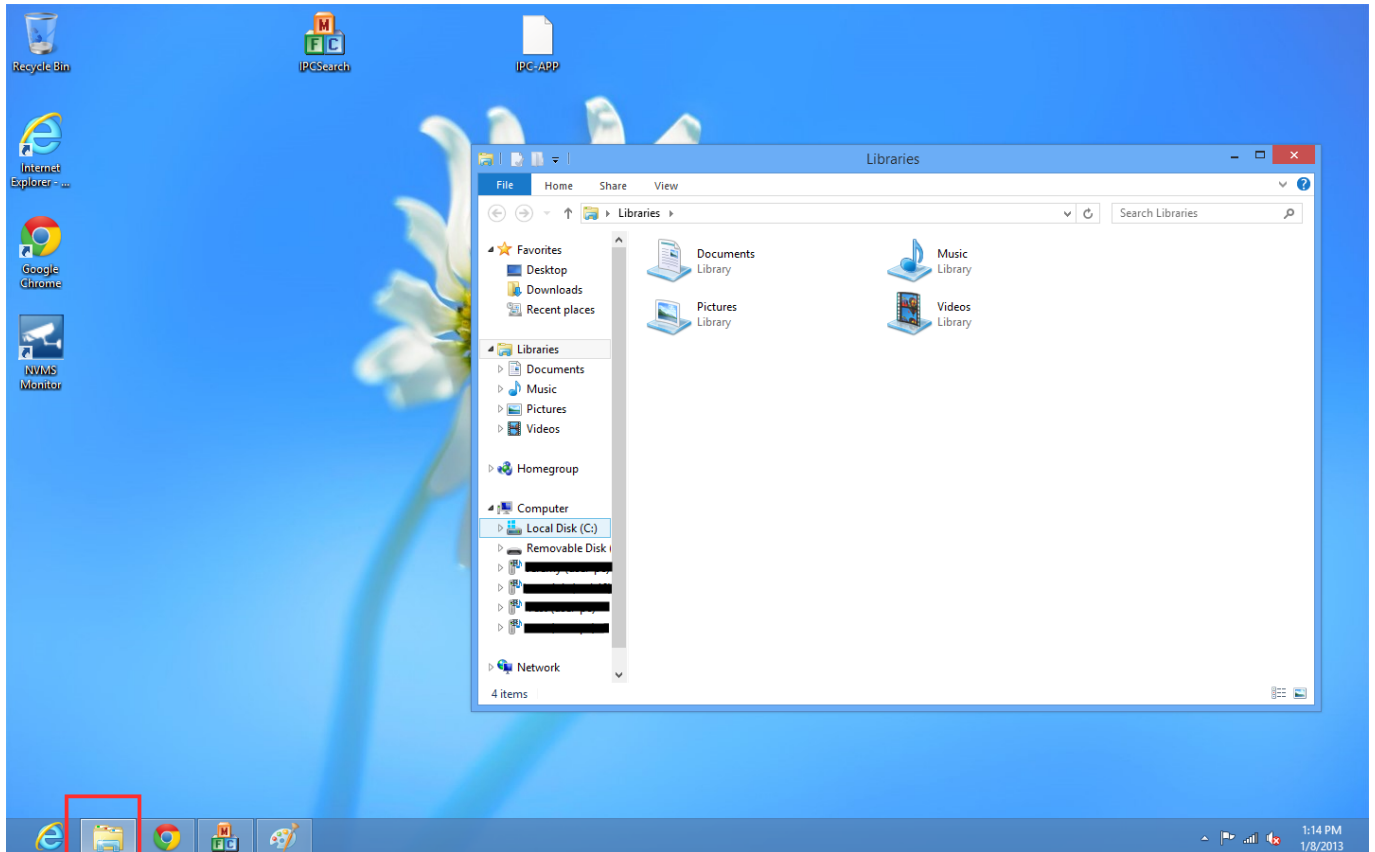 Recycle Bin
IPCSearch
IPC-APP
Internet
Explorer - ...
Google
Chrome
NVMS
Monitor
Libraries
File Home Share View
Libraries
Search Libraries
Favorites
Desktop
Downloads
Recent places
Libraries
Documents
Music
Pictures
Videos
Homegroup
Computer
Local Disk (C:)
Removable Disk (
Network
Documents
Library
Music
Library
Pictures
Library
Videos
Library
4 items
1:14 PM
1/8/2013